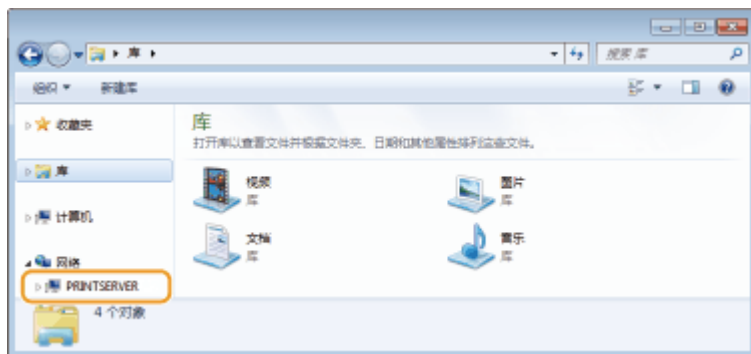 库
搜索 库
组织 新建库
收藏夹
库
计算机
网络
PRINTSERVER
库
打开库以查看文件并根据文件夹、日期和其他属性排列这些文件。
视频
库
图片
库
文档
库
音乐
库
4 个对象